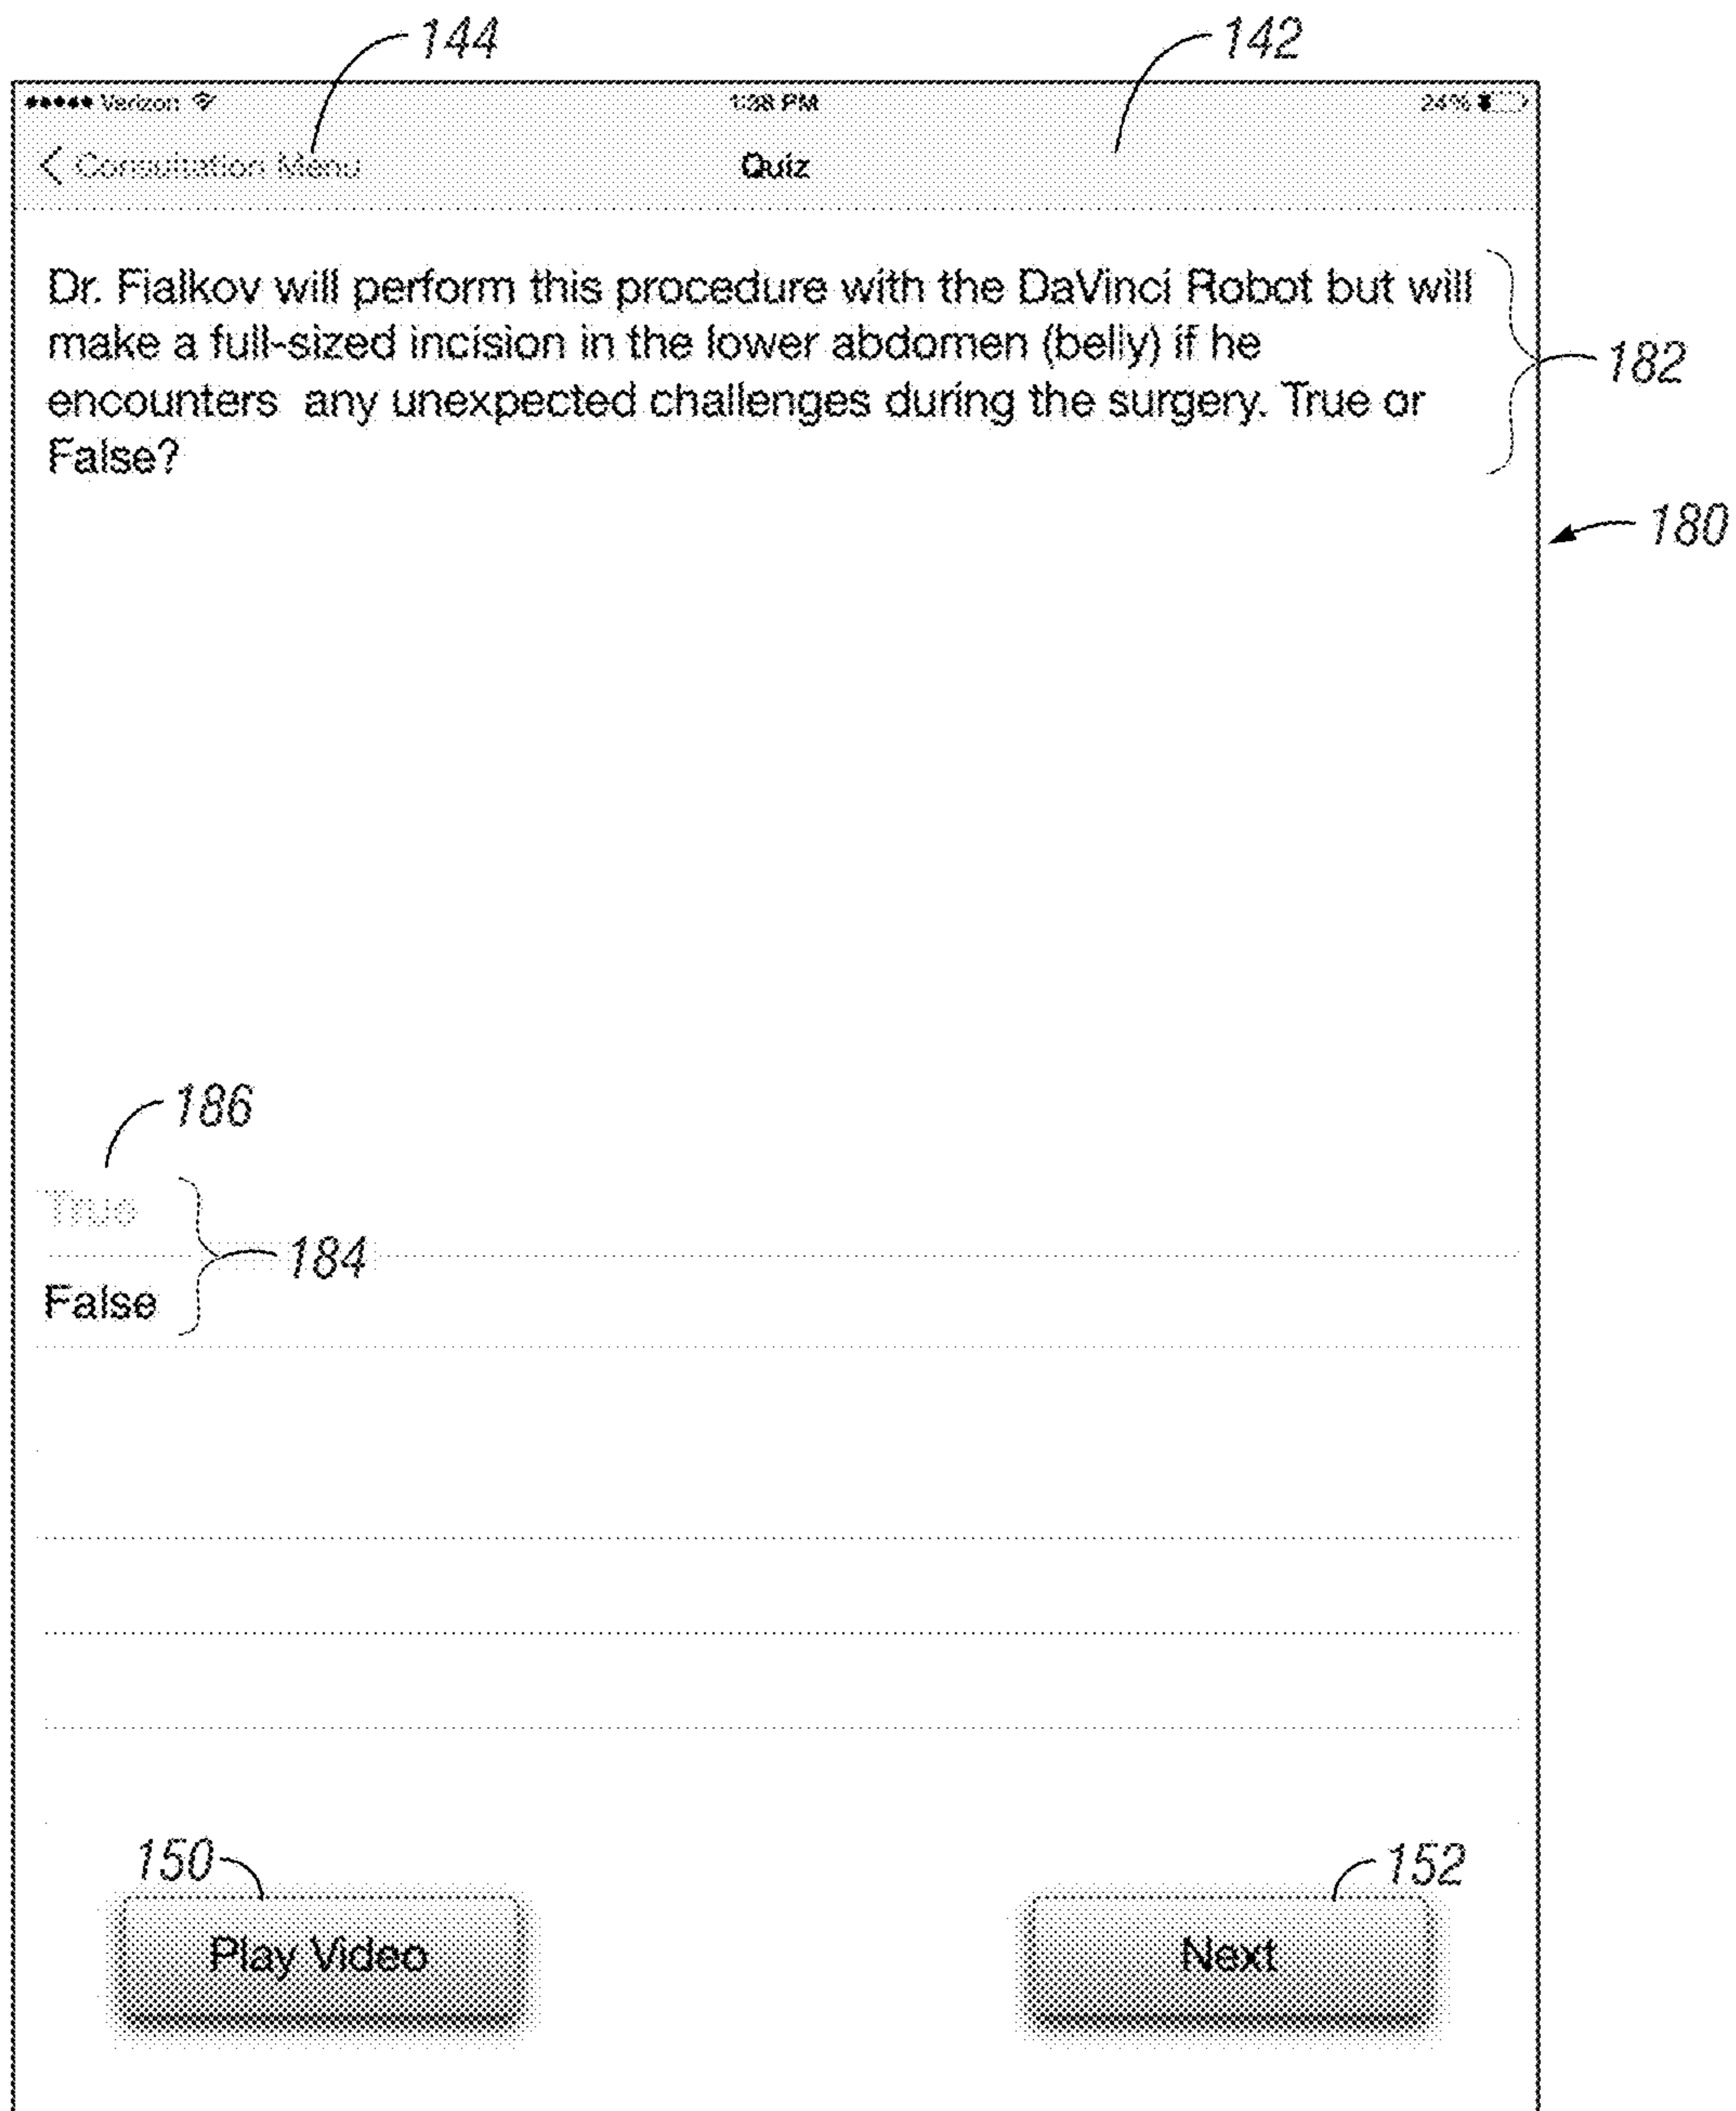 144 142
Verizon 1:38 PM 24%
Consultation Menu Quiz
Dr. Fialkov will perform this procedure with the DaVinci Robot but will
make a full-sized incision in the lower abdomen (belly) if he
encounters any unexpected challenges during the surgery. True or
False?
182
180
186
True
184
False
150 152
Play Video Next